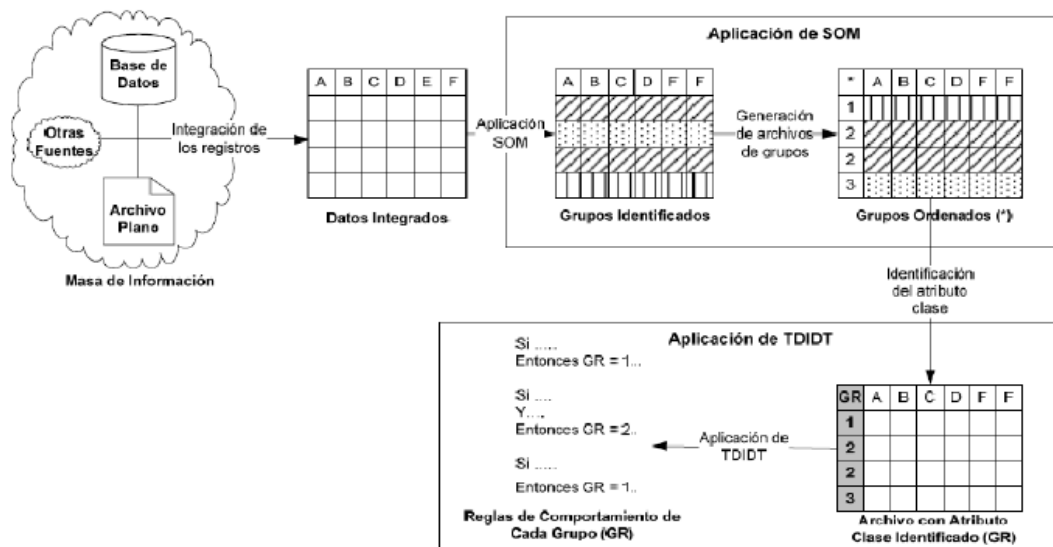 Base de
Datos
Otras
Fuentes
Archivo
Plano
Masa de Información
Integración de
los registros
A B C D E F
Datos Integrados
Aplicación
SOM
Aplicación de SOM
A B C D F F
Grupos Identificados
Generación
de archivos
de grupos
* A B C D F F
1
2
2
3
Grupos Ordenados (*)
Identificación
del atributo
clase
Aplicación de TDIDT
Si .....
Entonces GR = 1...
Si ....
Y....
Entonces GR = 2..
Si .....
Entonces GR = 1..
Reglas de Comportamiento de
Cada Grupo (GR)
Aplicación de
TDIDT
GR A B C D F F
1
2
2
3
Archivo con Atributo
Clase Identificado (GR)